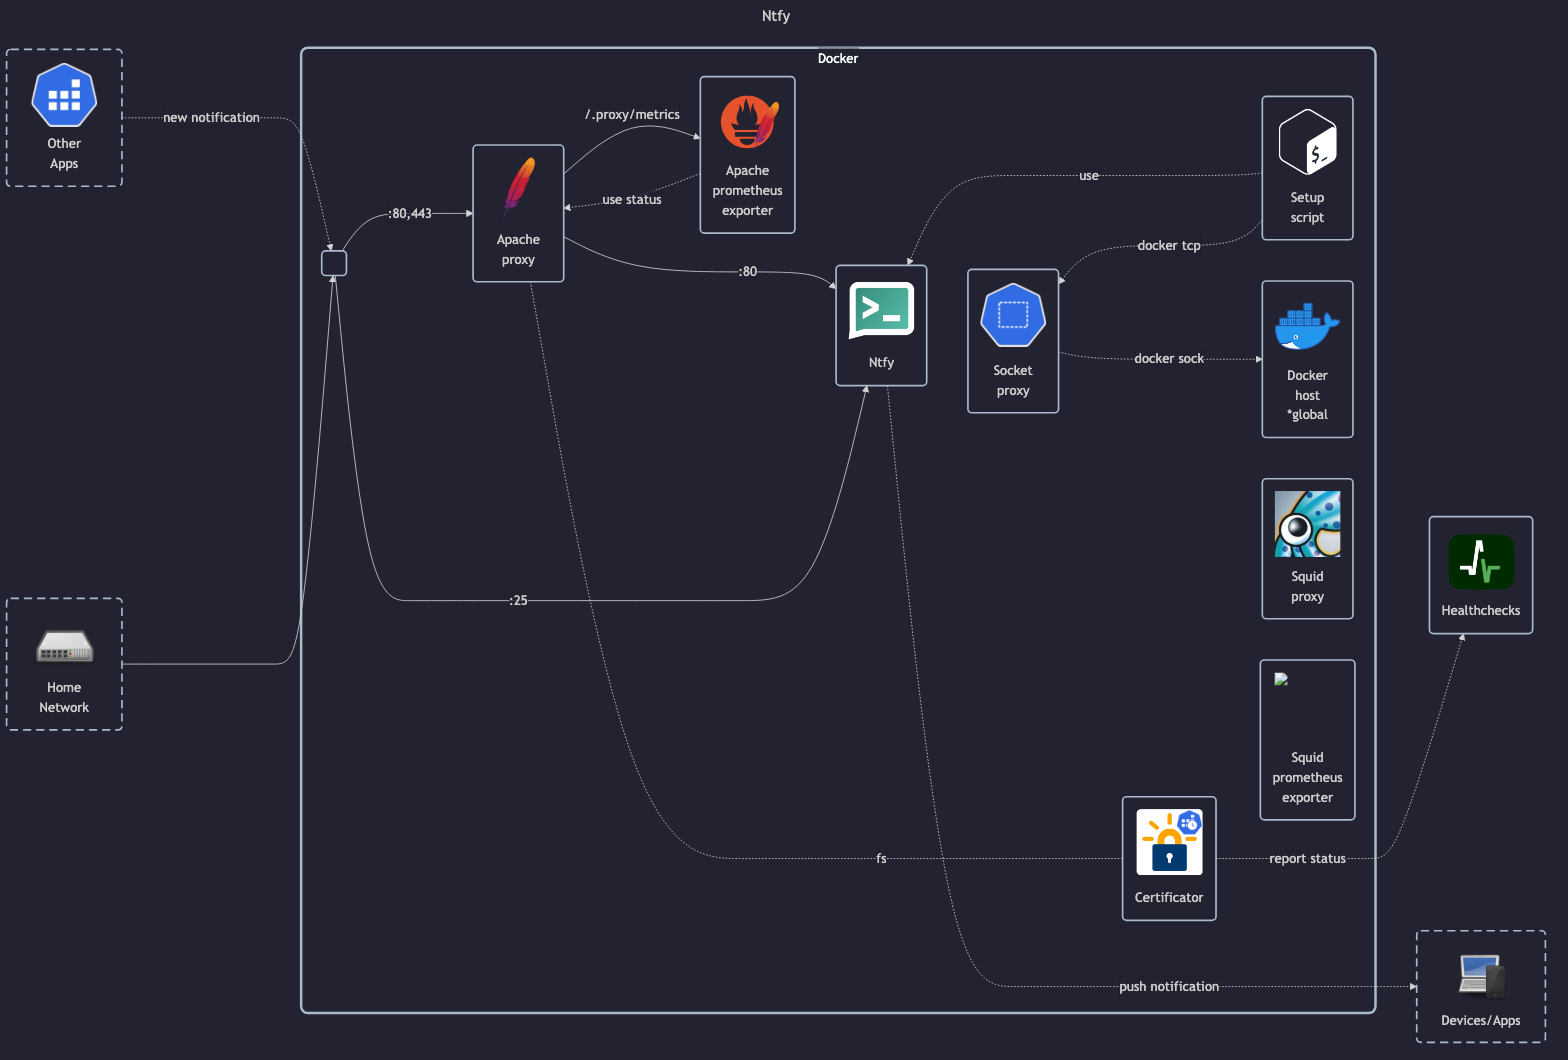 Ntfy
Docker
Other
Apps
new notification
:80,443
Apache
proxy
/.proxy/metrics
use status
Apache
prometheus
exporter
:80
Ntfy
use
docker tcp
$_
Setup
script
Socket
proxy
docker sock
Docker
host
*global
Squid
proxy
Healthchecks
:25
Home
Network
Squid
prometheus
exporter
fs
Certificator
report status
push notification
Devices/Apps